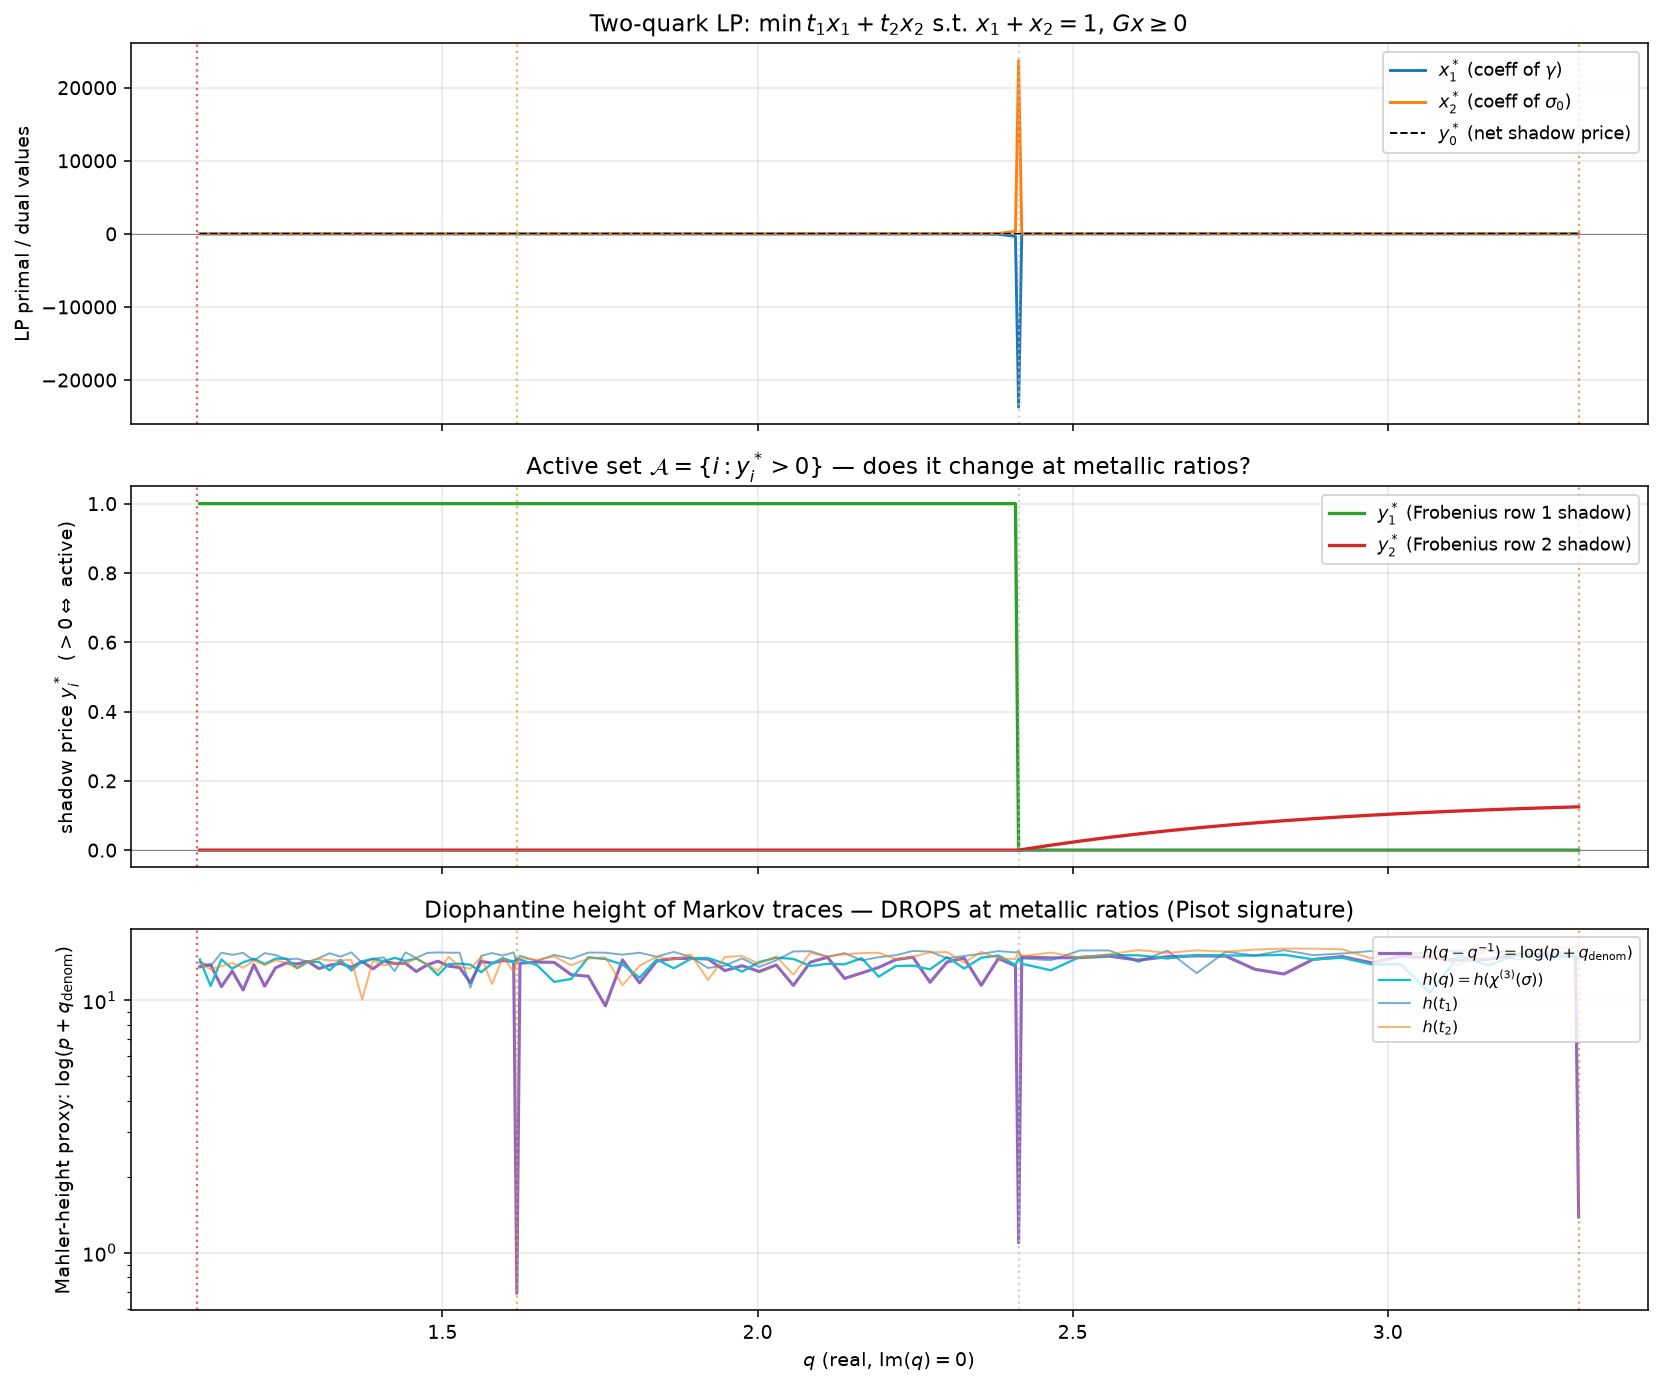 Two-quark LP: min t₁x₁ + t₂x₂ s.t. x₁ + x₂ = 1, Gx ≥ 0
LP primal / dual values
20000
10000
0
−10000
−20000
x₁* (coeff of γ)
x₂* (coeff of σ₀)
y₀* (net shadow price)
Active set 𝒜 = {i : yᵢ* > 0} — does it change at metallic ratios?
shadow price yᵢ* (>0 ⇔ active)
1.0
0.8
0.6
0.4
0.2
0.0
y₁* (Frobenius row 1 shadow)
y₂* (Frobenius row 2 shadow)
Diophantine height of Markov traces — DROPS at metallic ratios (Pisot signature)
Mahler-height proxy: log(p + q_denom)
10¹
10⁰
h(q − q⁻¹) = log(p + q_denom)
h(q) = h(χ⁽³⁾(σ))
h(t₁)
h(t₂)
1.5
2.0
2.5
3.0
q (real, Im(q) = 0)